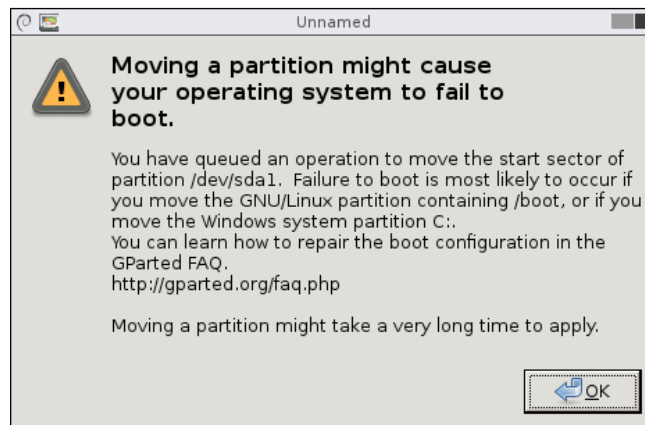 Unnamed
Moving a partition might cause
your operating system to fail to
boot.
You have queued an operation to move the start sector of
partition /dev/sda1.  Failure to boot is most likely to occur if
you move the GNU/Linux partition containing /boot, or if you
move the Windows system partition C:.
You can learn how to repair the boot configuration in the
GParted FAQ.
http://gparted.org/faq.php
Moving a partition might take a very long time to apply.
OK